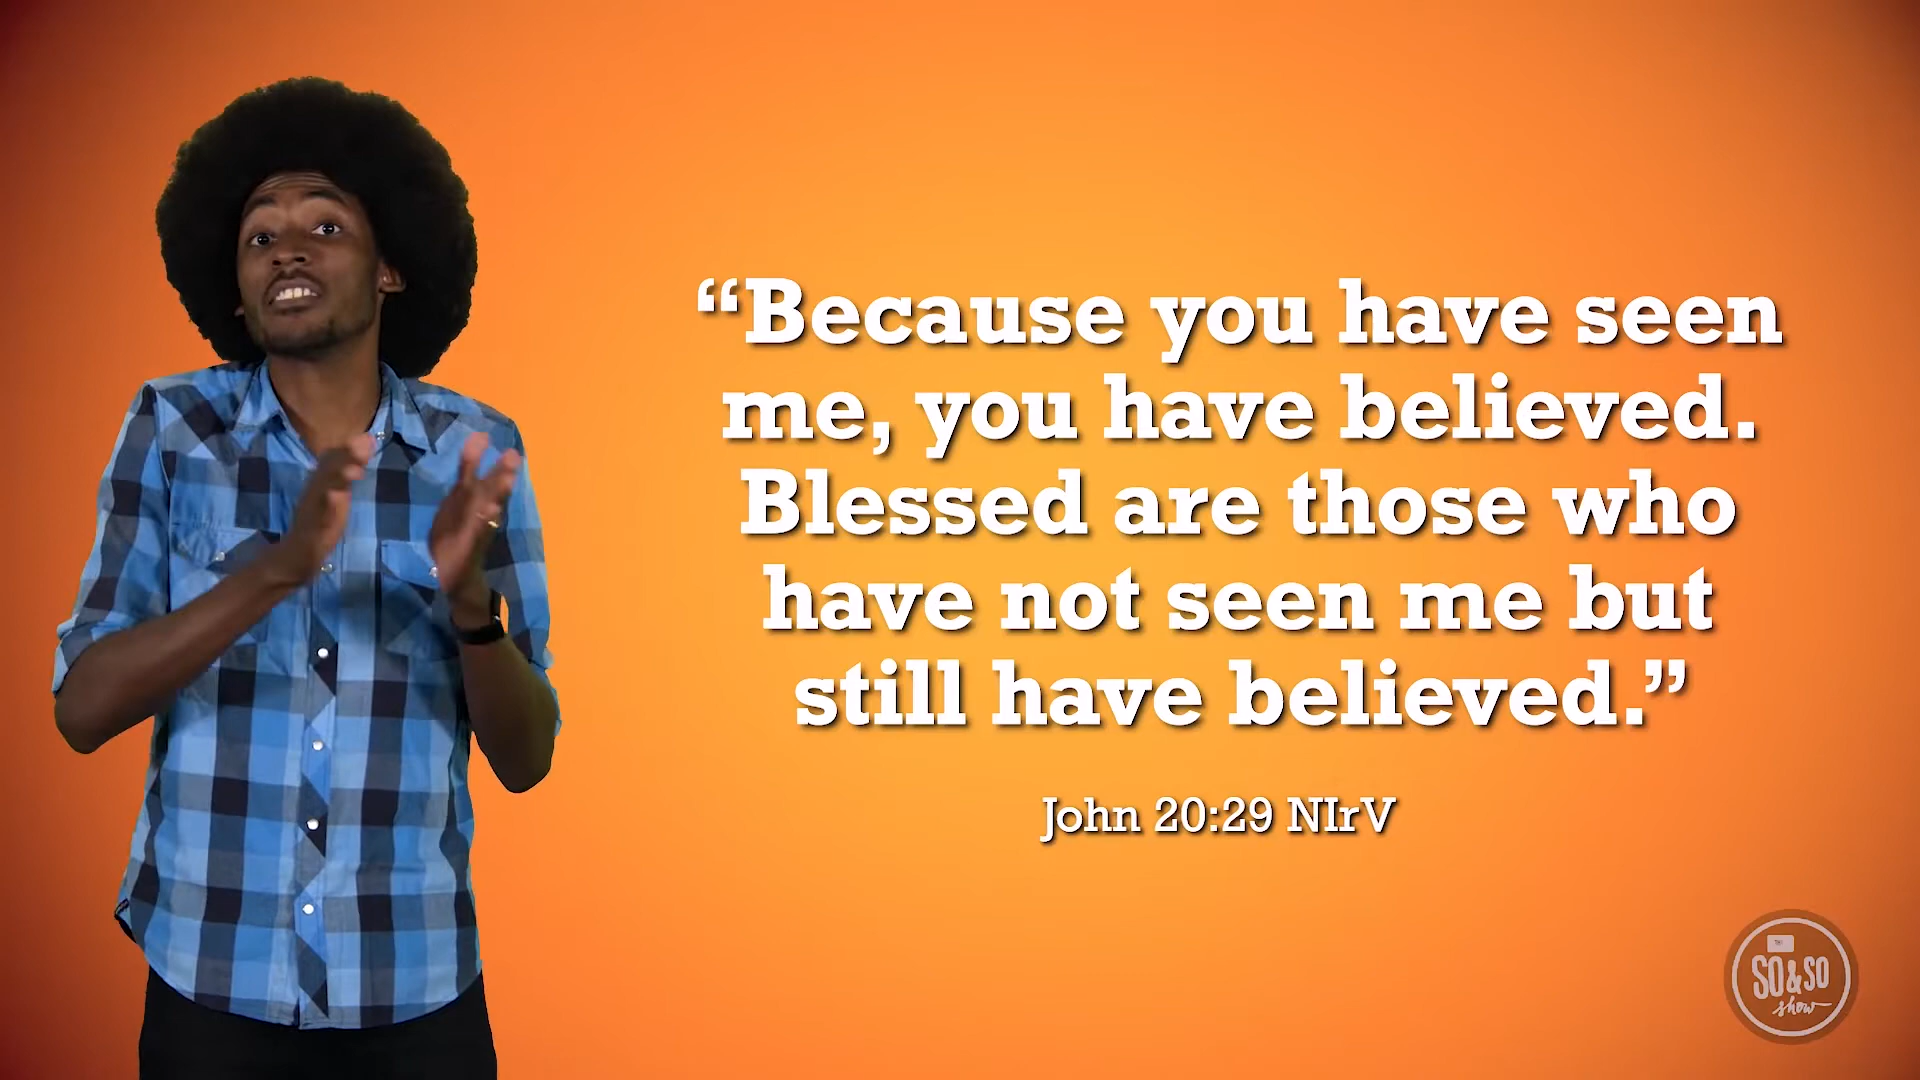 “Because you have seen
me, you have believed.
Blessed are those who
have not seen me but
still have believed.”
John 20:29 NIrV
SO & SO
show